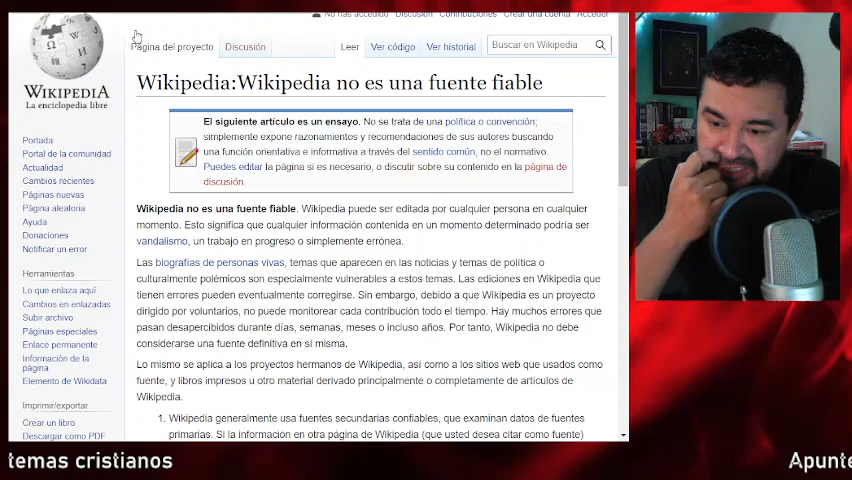 No has accedido Discusión Contribuciones Crear una cuenta Acceder
Página del proyecto Discusión Leer Ver código Ver historial Buscar en Wikipedia
WIKIPEDIA
La enciclopedia libre
Portada
Portal de la comunidad
Actualidad
Cambios recientes
Páginas nuevas
Página aleatoria
Ayuda
Donaciones
Notificar un error
Herramientas
Lo que enlaza aquí
Cambios en enlazadas
Subir archivo
Páginas especiales
Enlace permanente
Información de la
página
Elemento de Wikidata
Imprimir/exportar
Crear un libro
Descargar como PDF
Wikipedia:Wikipedia no es una fuente fiable
El siguiente artículo es un ensayo. No se trata de una política o convención;
simplemente expone razonamientos y recomendaciones de sus autores buscando
una función orientativa e informativa a través del sentido común, no el normativo.
Puedes editar la página si es necesario, o discutir sobre su contenido en la página de
discusión.
Wikipedia no es una fuente fiable. Wikipedia puede ser editada por cualquier persona en cualquier
momento. Esto significa que cualquier información contenida en un momento determinado podría ser
vandalismo, un trabajo en progreso o simplemente errónea.
Las biografías de personas vivas, temas que aparecen en las noticias y temas de política o
culturalmente polémicos son especialmente vulnerables a estos temas. Las ediciones en Wikipedia que
tienen errores pueden eventualmente corregirse. Sin embargo, debido a que Wikipedia es un proyecto
dirigido por voluntarios, no puede monitorear cada contribución todo el tiempo. Hay muchos errores que
pasan desapercibidos durante días, semanas, meses o incluso años. Por tanto, Wikipedia no debe
considerarse una fuente definitiva en sí misma.
Lo mismo se aplica a los proyectos hermanos de Wikipedia, así como a los sitios web que usados como
fuente, y libros impresos u otro material derivado principalmente o completamente de artículos de
Wikipedia.
1. Wikipedia generalmente usa fuentes secundarias confiables, que examinan datos de fuentes
primarias. Si la información en otra página de Wikipedia (que usted desea citar como fuente)
temas cristianos
Apunte